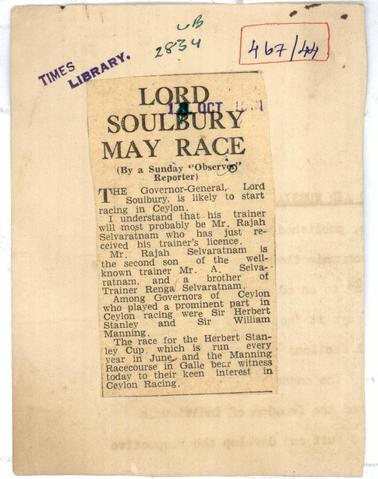 UB
2834
467/44
TIMES
LIBRARY.
OCT
LORD
SOULBURY
MAY RACE
(By a Sunday "Observer"
Reporter)
THE Governor-General, Lord
Soulbury, is likely to start
racing in Ceylon.
I understand that his trainer
will most probably be Mr. Rajah
Selvaratnam who has just re-
ceived his trainer's licence.
Mr. Rajah Selvaratnam is
the second son of the well-
known trainer Mr. A. Selva-
ratnam, and a brother of
Trainer Renga Selvaratnam.
Among Governors of Ceylon
who played a prominent part in
Ceylon racing were Sir Herbert
Stanley and Sir William
Manning.
The race for the Herbert Stan-
ley Cup, which is run every
year in June, and the Manning
Racecourse in Galle bear witness
today to their keen interest in
Ceylon Racing.